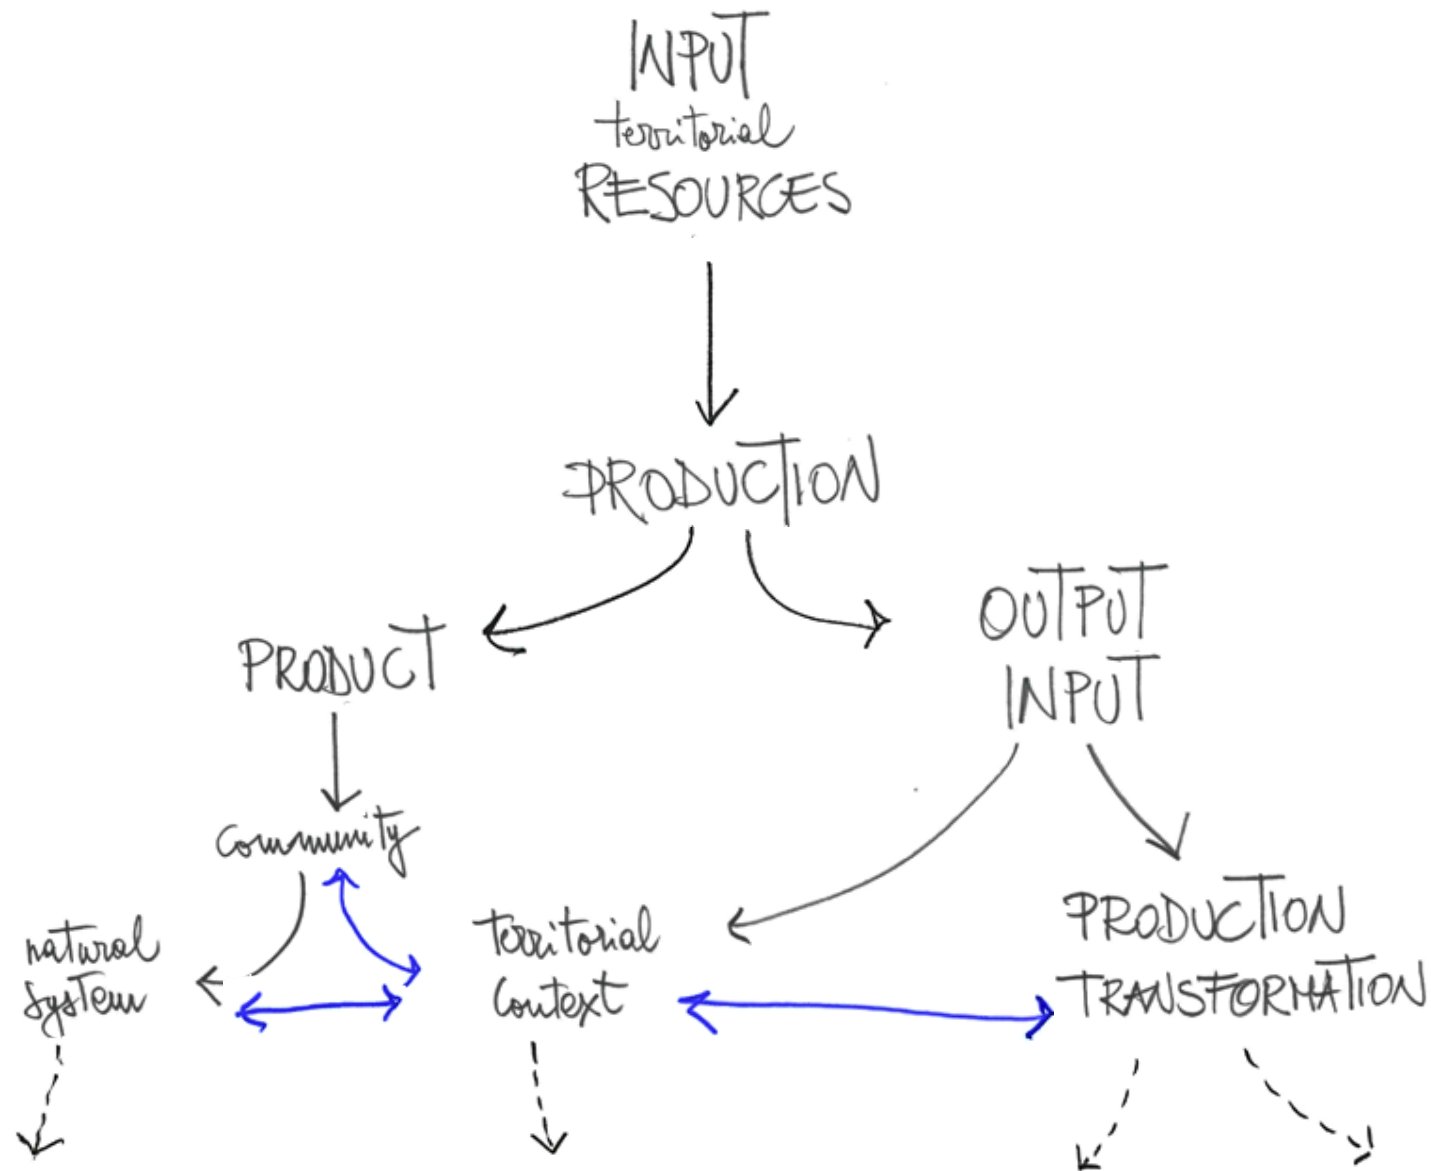 INPUT
territorial
RESOURCES
PRODUCTION
PRODUCT
OUTPUT
INPUT
Community
natural
system
territorial
Context
PRODUCTION
TRANSFORMATION